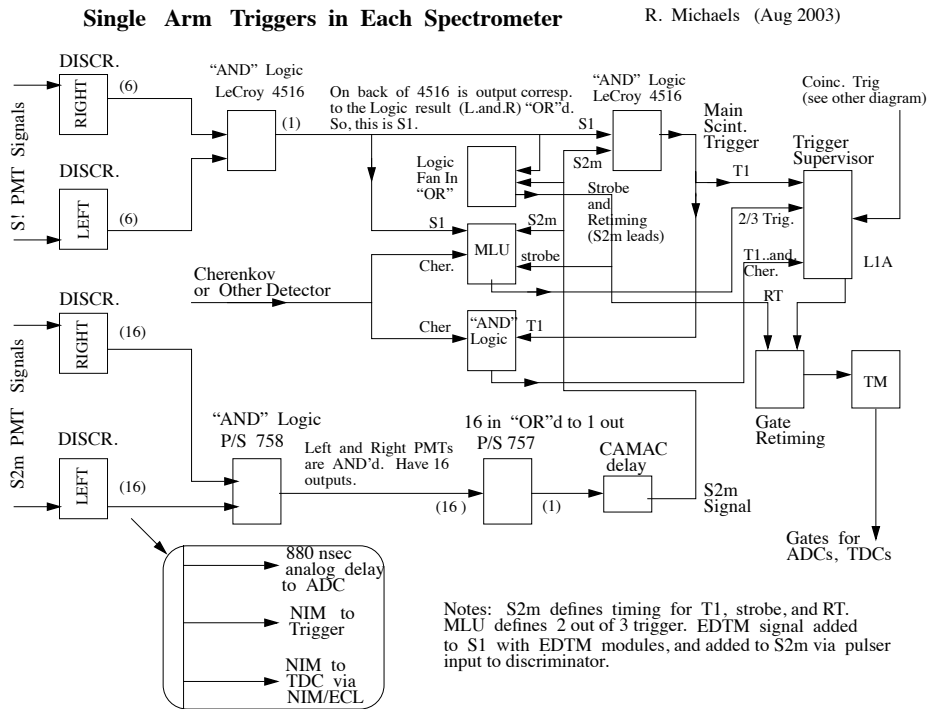 Single Arm Triggers in Each Spectrometer
R. Michaels (Aug 2003)
DISCR.
RIGHT
(6)
"AND" Logic
LeCroy 4516
(1)
On back of 4516 is output corresp.
to the Logic result (L.and.R) "OR"d.
So, this is S1.
"AND" Logic
LeCroy 4516
S1
S2m
Main
Scint.
Trigger
Coinc. Trig
(see other diagram)
Trigger
Supervisor
S! PMT Signals
DISCR.
LEFT
(6)
Logic
Fan In
"OR"
Strobe
and
Retiming
(S2m leads)
T1
2/3 Trig.
S1
S2m
MLU
Cher.
strobe
T1..and.
Cher.
L1A
Cherenkov
or Other Detector
RT
Cher
"AND"
Logic
T1
DISCR.
RIGHT
(16)
S2m PMT Signals
Gate
Retiming
TM
DISCR.
LEFT
(16)
"AND" Logic
P/S 758
Left and Right PMTs
are AND'd. Have 16
outputs.
16 in "OR"d to 1 out
P/S 757
(16 )
(1)
CAMAC
delay
S2m
Signal
Gates for
ADCs, TDCs
880 nsec
analog delay
to ADC
NIM to
Trigger
NIM to
TDC via
NIM/ECL
Notes: S2m defines timing for T1, strobe, and RT.
MLU defines 2 out of 3 trigger. EDTM signal added
to S1 with EDTM modules, and added to S2m via pulser
input to discriminator.